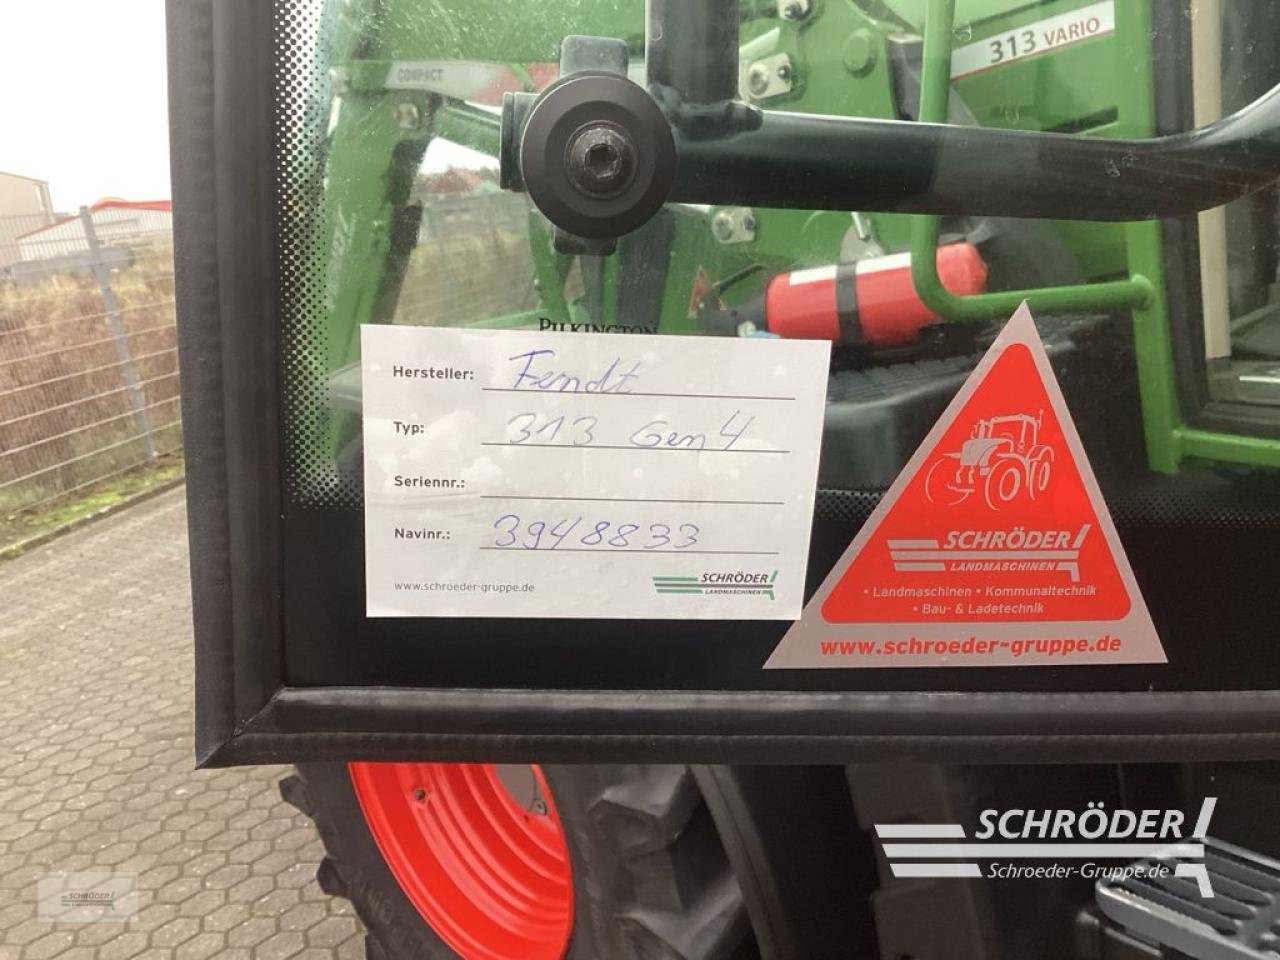 313 VARIO
COMPACT
PILKINGTON
Hersteller: Fendt
Typ: 313 Gen 4
Seriennr.:
Navinr.: 3948833
www.schroeder-gruppe.de
SCHRÖDER
LANDMASCHINEN
SCHRÖDER
LANDMASCHINEN
• Landmaschinen • Kommunaltechnik
• Bau- & Ladetechnik
www.schroeder-gruppe.de
SCHRÖDER
Schroeder-Gruppe.de
SCHRÖDER